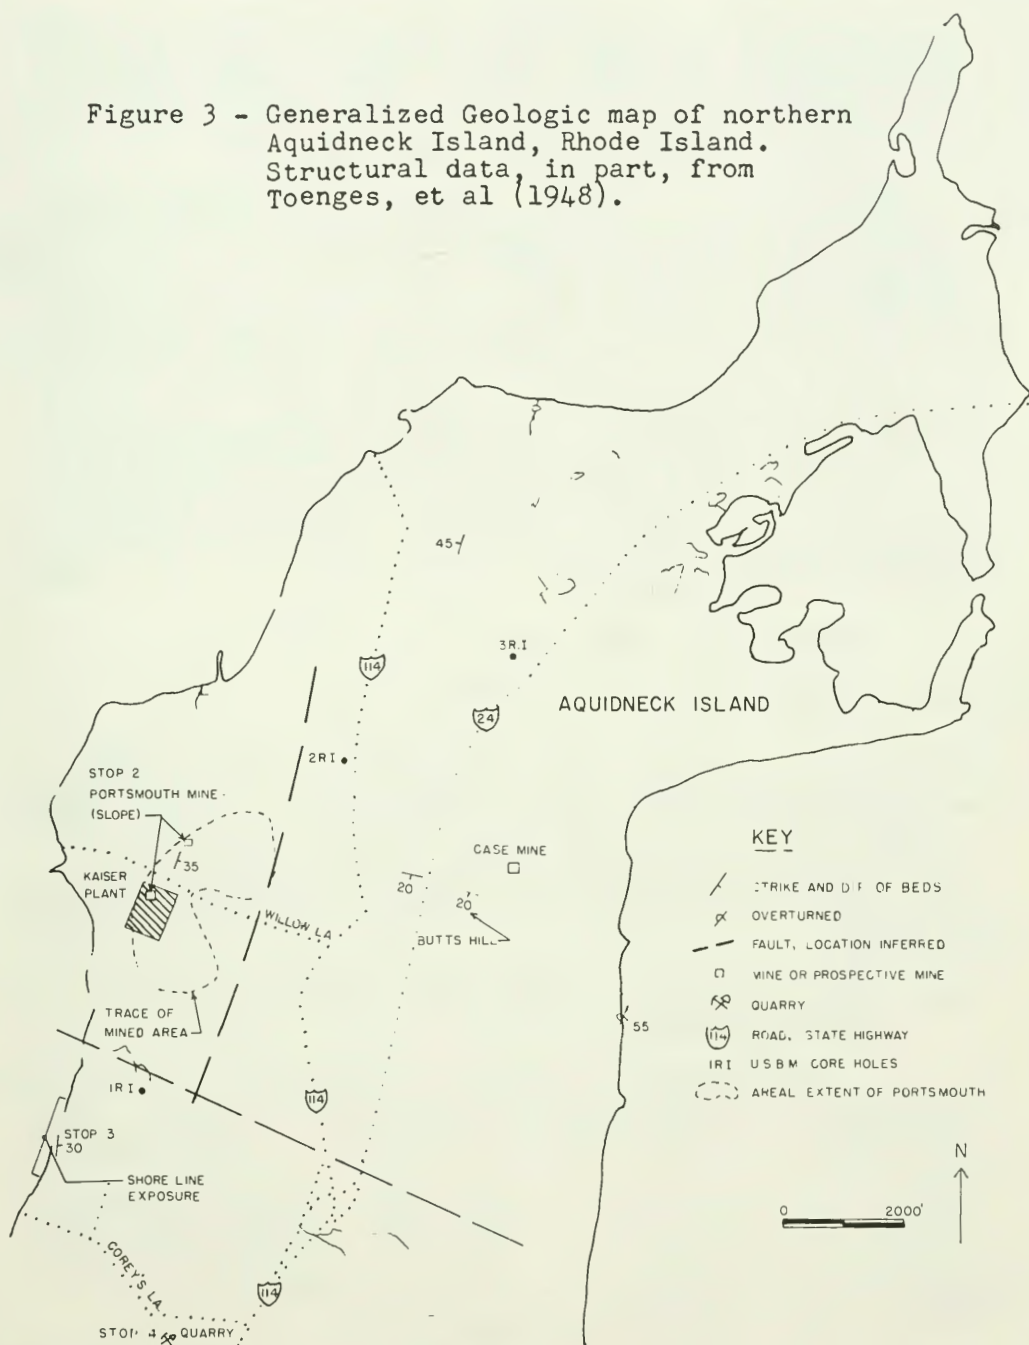 Figure 3 - Generalized Geologic map of northern
Aquidneck Island, Rhode Island.
Structural data, in part, from
Toenges, et al (1948).
45
114
3R.I
AQUIDNECK ISLAND
24
2RI
STOP 2
PORTSMOUTH MINE
(SLOPE)
35
KAISER
PLANT
CASE MINE
20
20
WILLOW LA.
BUTTS HILL
TRACE OF
MINED AREA
1RI
114
STOP 3
30
SHORE LINE
EXPOSURE
COREY'S LA.
114
STOP 4 QUARRY
55
KEY
STRIKE AND DIP OF BEDS
OVERTURNED
FAULT, LOCATION INFERRED
MINE OR PROSPECTIVE MINE
QUARRY
114 ROAD, STATE HIGHWAY
1RI USBM CORE HOLES
AREAL EXTENT OF PORTSMOUTH
N
0 2000'